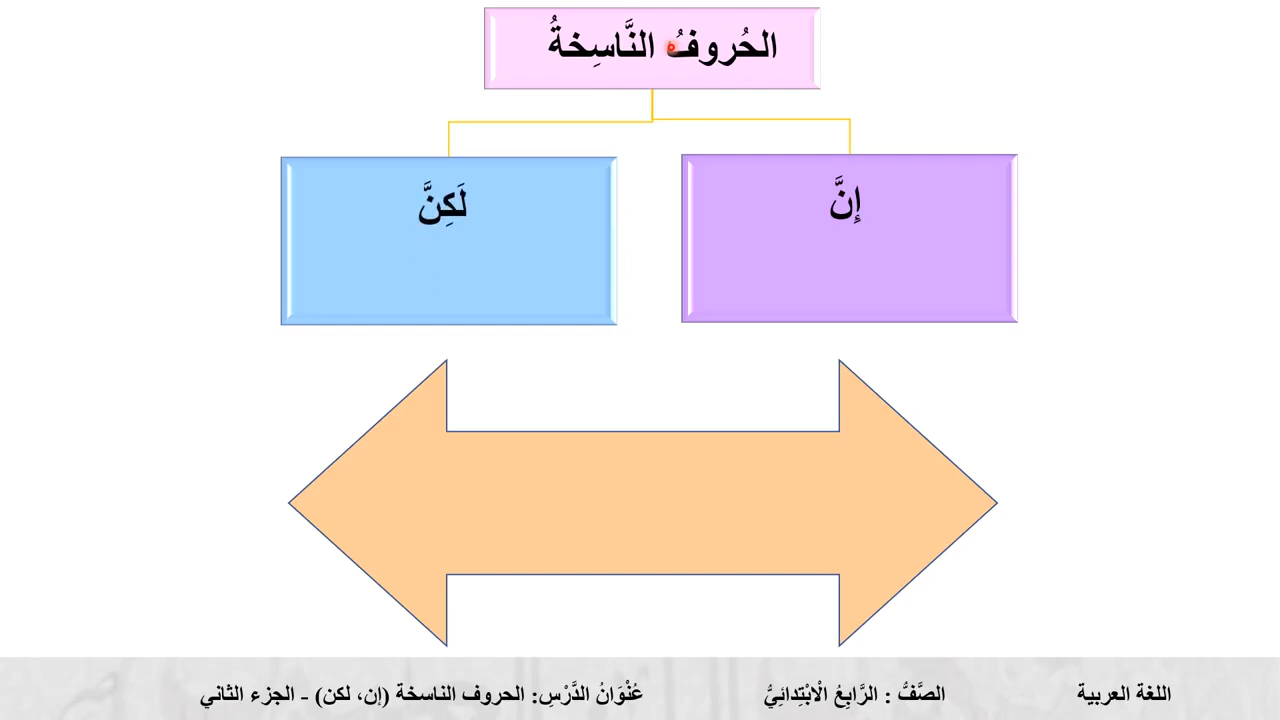 الحُروفُ النَّاسِخةُ
إِنَّ
لَكِنَّ
اللغة العربية
الصَّفُّ : الرَّابِعُ الْابْتِدائِيُّ
عُنْوَانُ الدَّرْسِ: الحروف الناسخة (إن، لكن) - الجزء الثاني